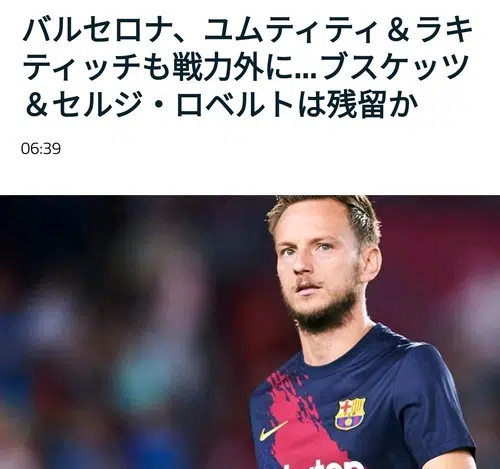 バルセロナ、ユムティティ＆ラキ
ティッチも戦力外に…ブスケッツ
＆セルジ・ロベルトは残留か
06:39